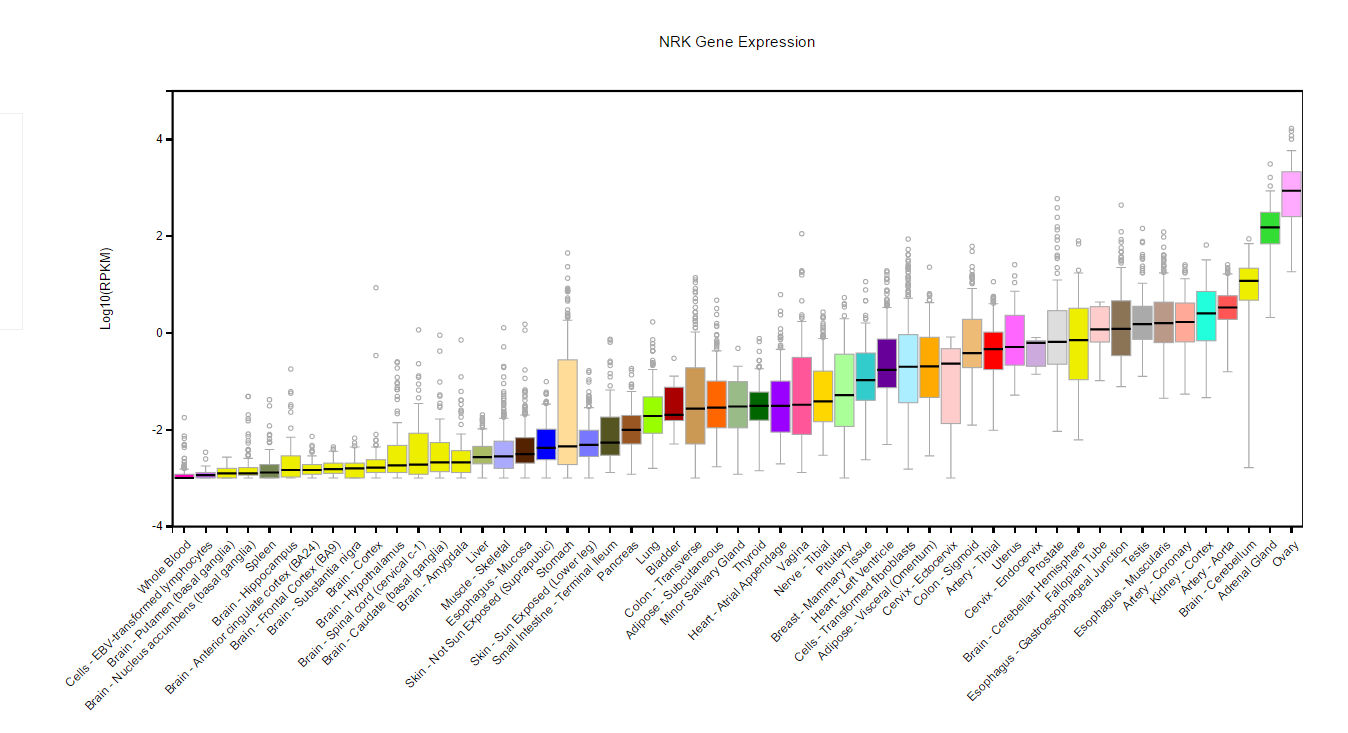 NRK Gene Expression
Log10(RPKM)
4
2
0
-2
-4
Whole Blood
Cells - EBV-transformed lymphocytes
Brain - Putamen (basal ganglia)
Brain - Nucleus accumbens (basal ganglia)
Spleen
Brain - Hippocampus
Brain - Anterior cingulate cortex (BA24)
Brain - Frontal Cortex (BA9)
Brain - Substantia nigra
Brain - Cortex
Brain - Hypothalamus
Brain - Spinal cord (cervical c-1)
Brain - Caudate (basal ganglia)
Brain - Amygdala
Liver
Muscle - Skeletal
Esophagus - Mucosa
Skin - Not Sun Exposed (Suprapubic)
Stomach
Skin - Sun Exposed (Lower leg)
Small Intestine - Terminal Ileum
Pancreas
Lung
Bladder
Colon - Transverse
Adipose - Subcutaneous
Minor Salivary Gland
Thyroid
Heart - Atrial Appendage
Vagina
Nerve - Tibial
Pituitary
Breast - Mammary Tissue
Heart - Left Ventricle
Cells - Transformed fibroblasts
Adipose - Visceral (Omentum)
Cervix - Ectocervix
Colon - Sigmoid
Artery - Tibial
Uterus
Cervix - Endocervix
Prostate
Brain - Cerebellar Hemisphere
Fallopian Tube
Esophagus - Gastroesophageal Junction
Testis
Esophagus - Muscularis
Artery - Coronary
Kidney - Cortex
Artery - Aorta
Brain - Cerebellum
Adrenal Gland
Ovary